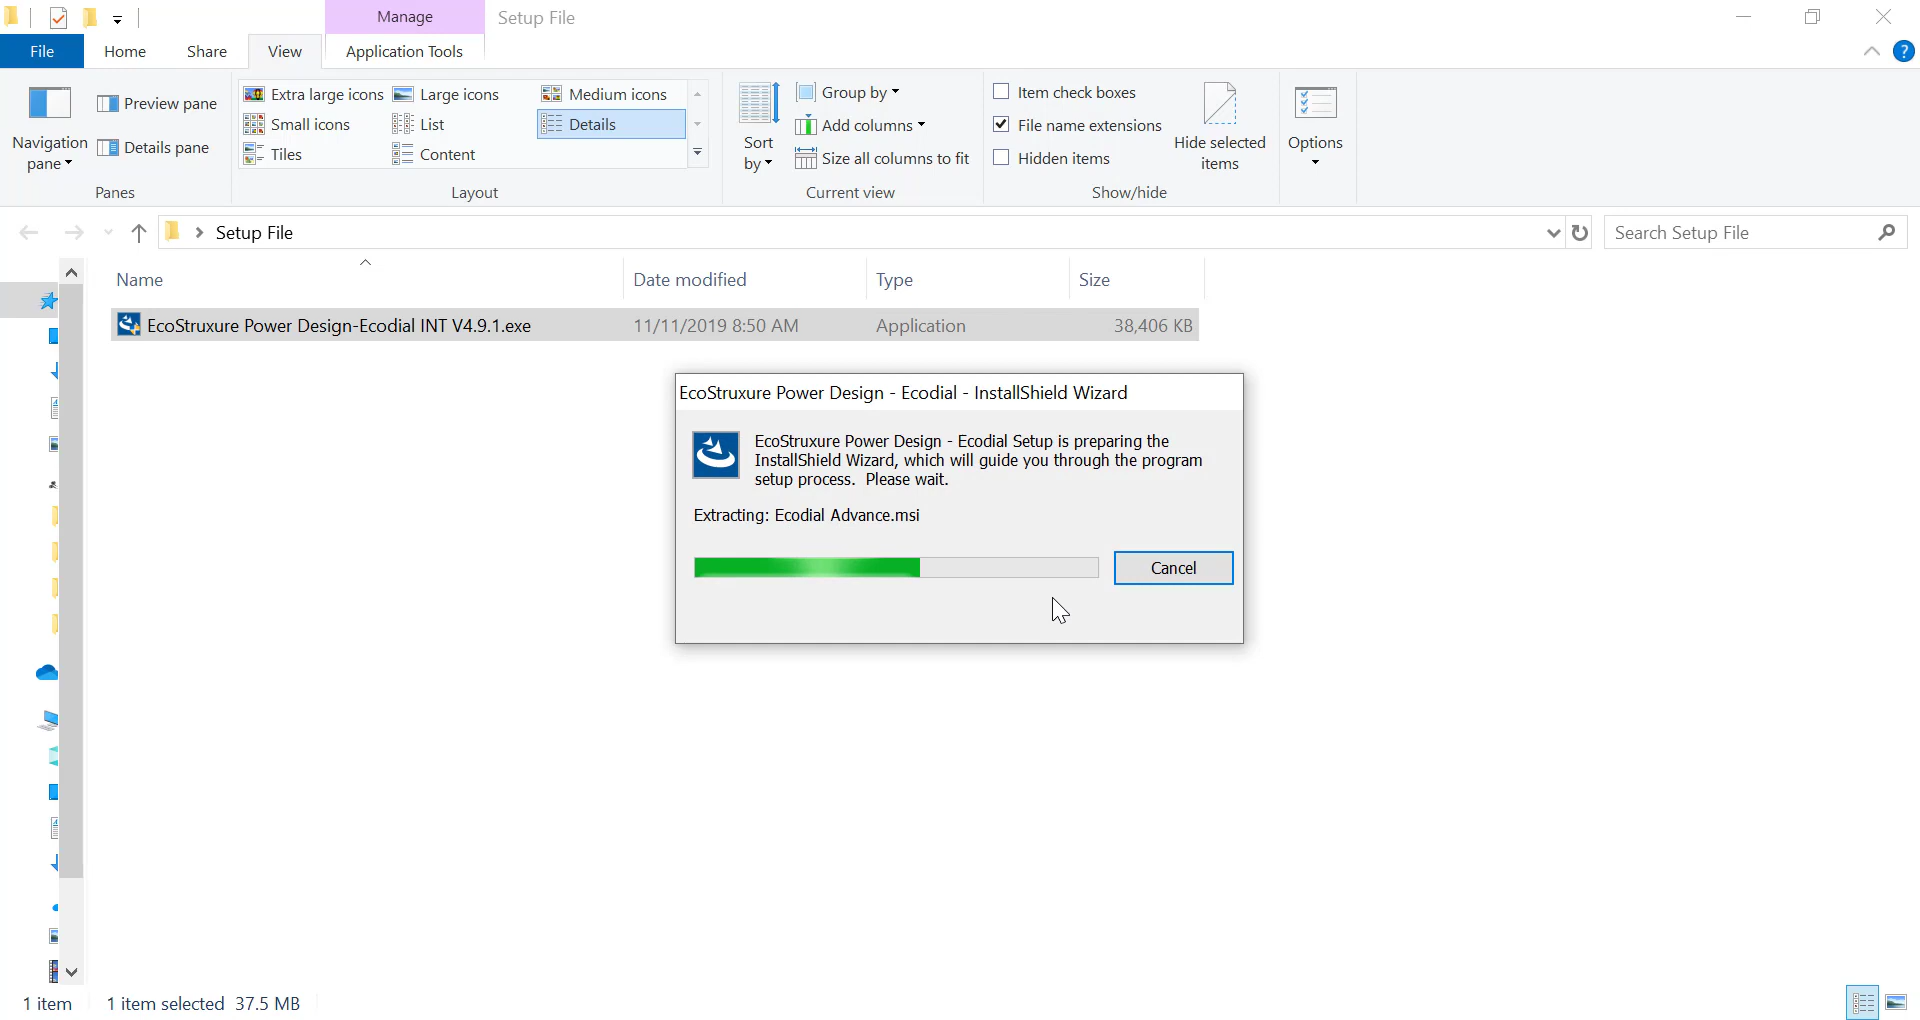 Manage
Setup File
File
Home
Share
View
Application Tools
Navigation
pane
Preview pane
Details pane
Panes
Extra large icons
Large icons
Medium icons
Small icons
List
Details
Tiles
Content
Layout
Sort
by
Group by
Add columns
Size all columns to fit
Current view
Item check boxes
File name extensions
Hidden items
Hide selected
items
Show/hide
Options
Setup File
Search Setup File
Name
Date modified
Type
Size
EcoStruxure Power Design-Ecodial INT V4.9.1.exe
11/11/2019 8:50 AM
Application
38,406 KB
EcoStruxure Power Design - Ecodial - InstallShield Wizard
EcoStruxure Power Design - Ecodial Setup is preparing the
InstallShield Wizard, which will guide you through the program
setup process.  Please wait.
Extracting: Ecodial Advance.msi
Cancel
1 item
1 item selected  37.5 MB